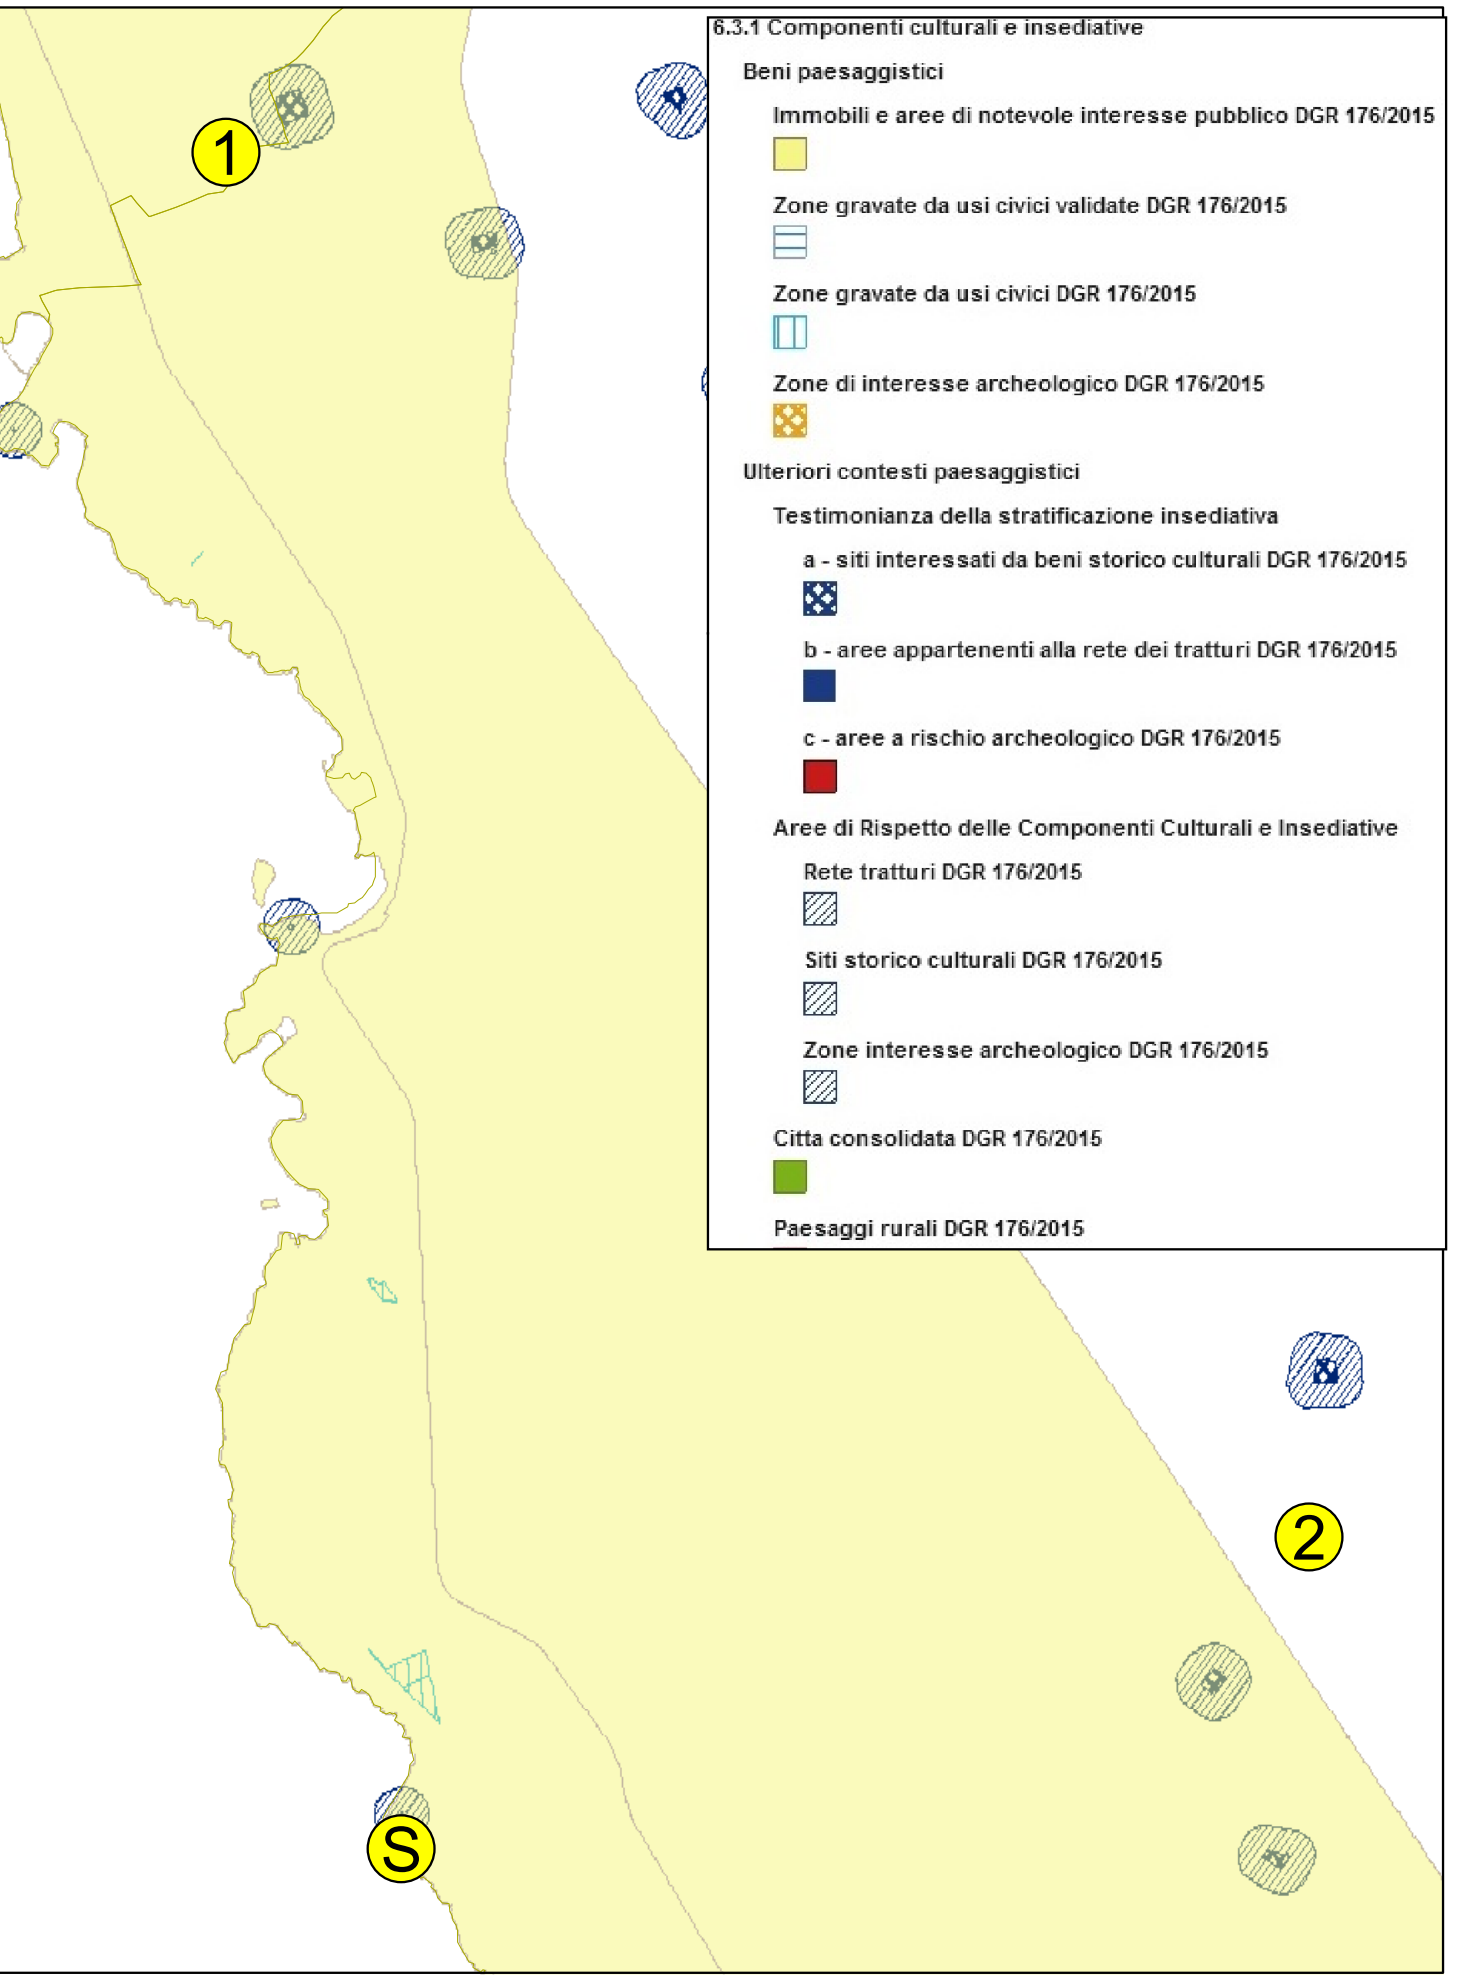 6.3.1 Componenti culturali e insediative
Beni paesaggistici
Immobili e aree di notevole interesse pubblico DGR 176/2015
Zone gravate da usi civici validate DGR 176/2015
Zone gravate da usi civici DGR 176/2015
Zone di interesse archeologico DGR 176/2015
Ulteriori contesti paesaggistici
Testimonianza della stratificazione insediativa
a - siti interessati da beni storico culturali DGR 176/2015
b - aree appartenenti alla rete dei tratturi DGR 176/2015
c - aree a rischio archeologico DGR 176/2015
Aree di Rispetto delle Componenti Culturali e Insediative
Rete tratturi DGR 176/2015
Siti storico culturali DGR 176/2015
Zone interesse archeologico DGR 176/2015
Citta consolidata DGR 176/2015
Paesaggi rurali DGR 176/2015
1
2
S